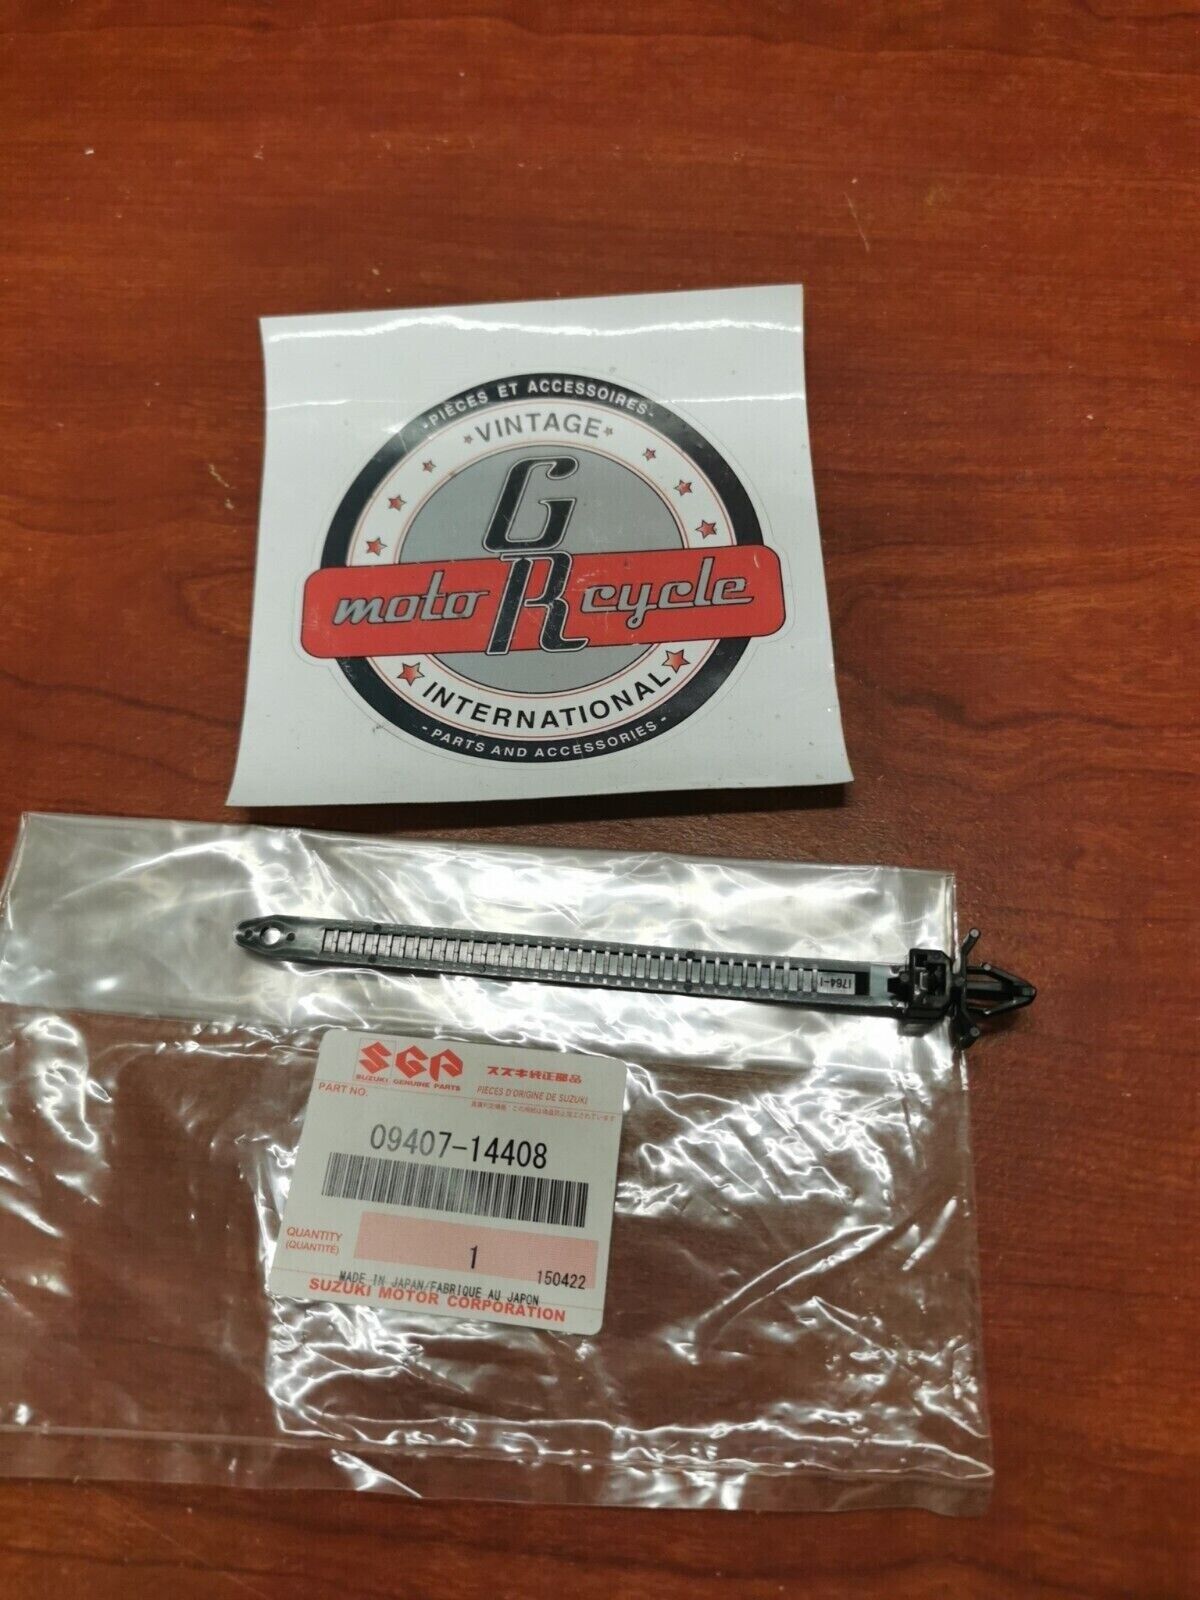 - PIÈCES ET ACCESSOIRES -
VINTAGE
G
moto R cycle
INTERNATIONAL
- PARTS AND ACCESSORIES -
1764-1
SGP スズキ純正部品
SUZUKI GENUINE PARTS
PART NO. PIECES D'ORIGINE DE SUZUKI
09407-14408
QUANTITY
(QUANTITÉ)
1
150422
MADE IN JAPAN/FABRIQUE AU JAPON
SUZUKI MOTOR CORPORATION